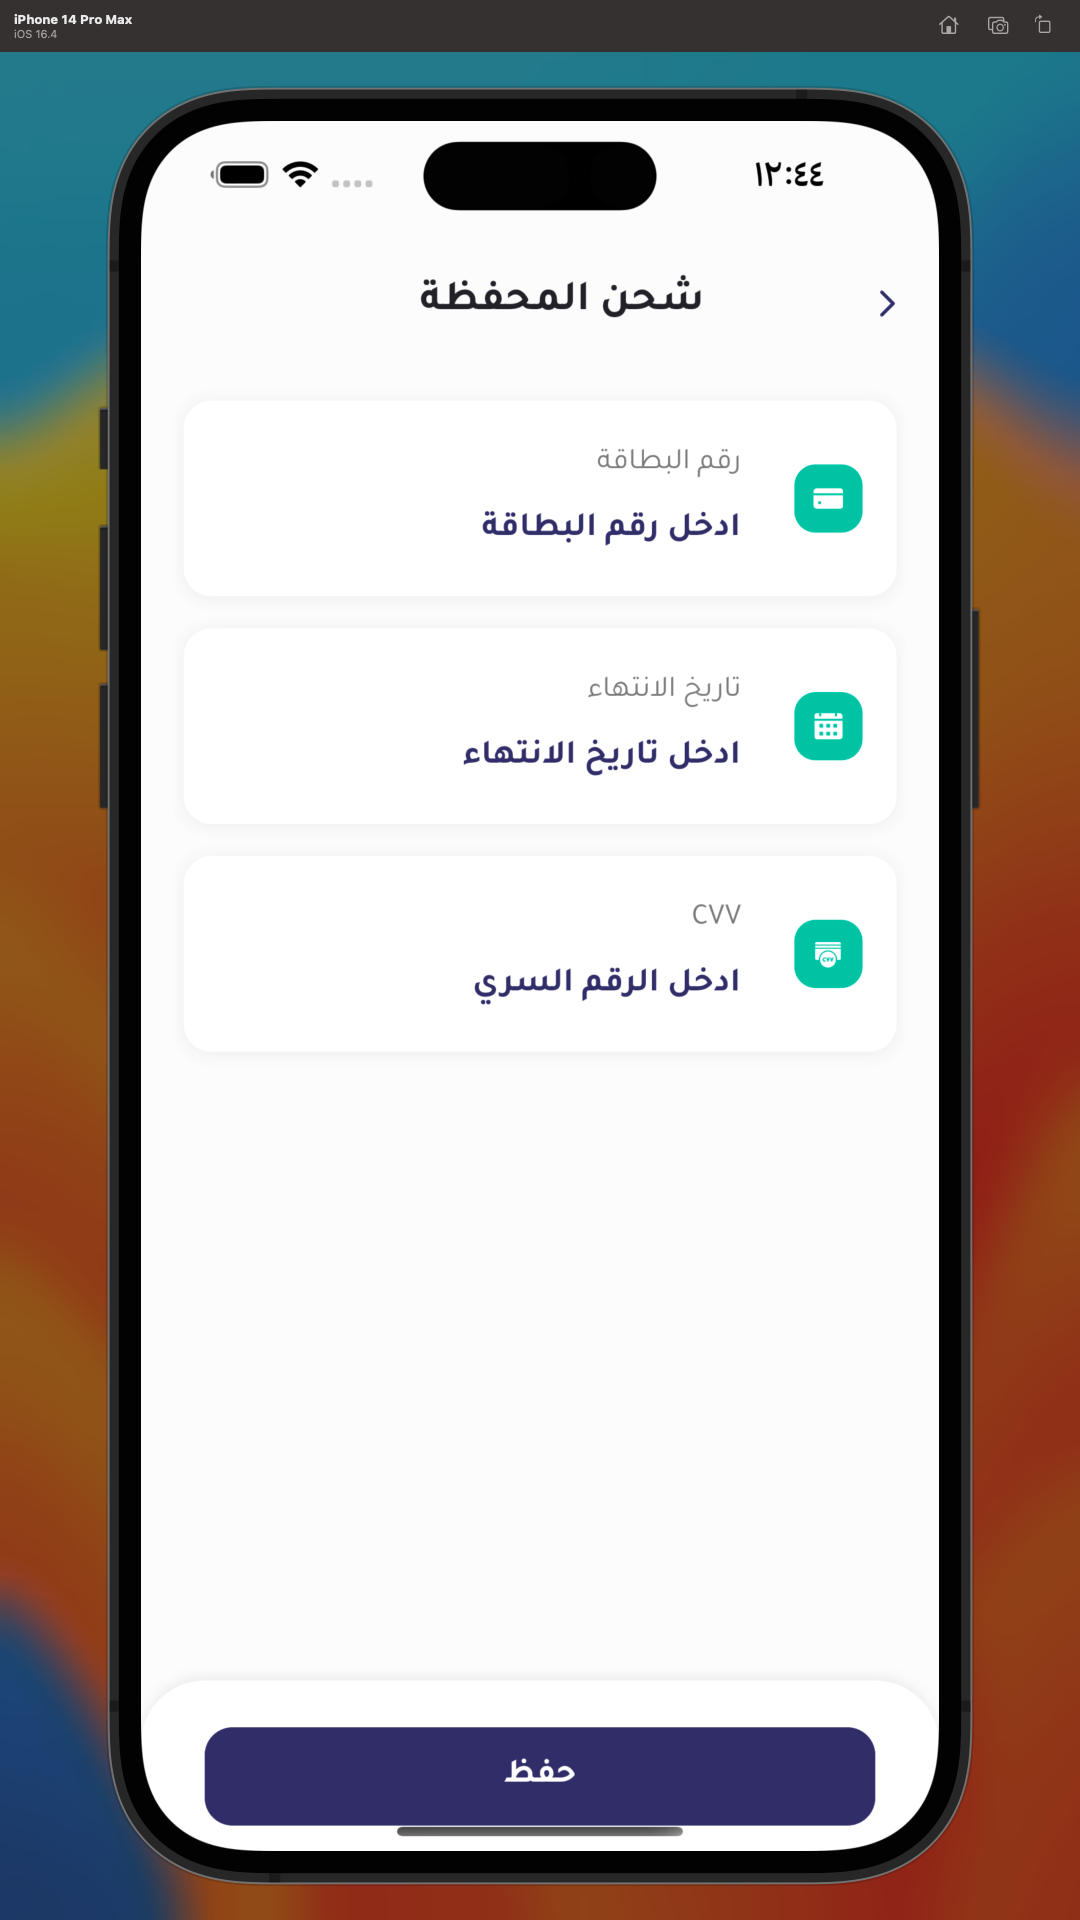 iPhone 14 Pro Max
iOS 16.4
١٢:٤٤
شحن المحفظة
رقم البطاقة
ادخل رقم البطاقة
تاريخ الانتهاء
ادخل تاريخ الانتهاء
CVV
CVV
ادخل الرقم السري
حفظ